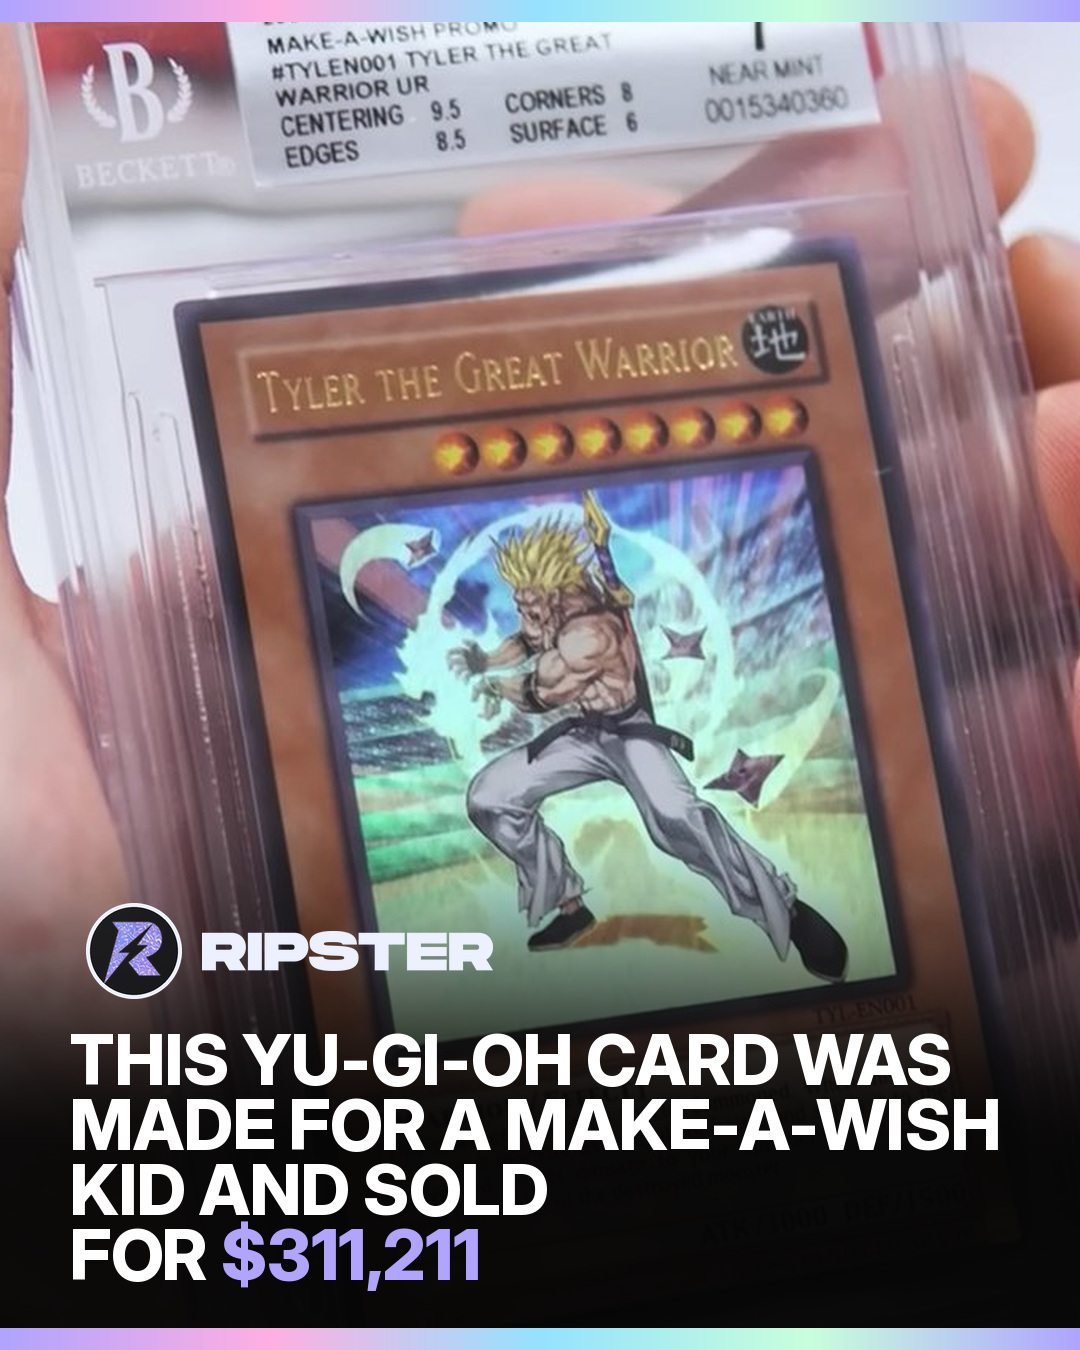 MAKE-A-WISH PROMO
#TYLEN001 TYLER THE GREAT
WARRIOR UR
CENTERING 9.5 CORNERS 8
EDGES 8.5 SURFACE 6
NEAR MINT
0015340360
B
BECKETT
TYLER THE GREAT WARRIOR
EARTH
地
TYL-EN001
R RIPSTER
THIS YU-GI-OH CARD WAS
MADE FOR A MAKE-A-WISH
KID AND SOLD
FOR $311,211